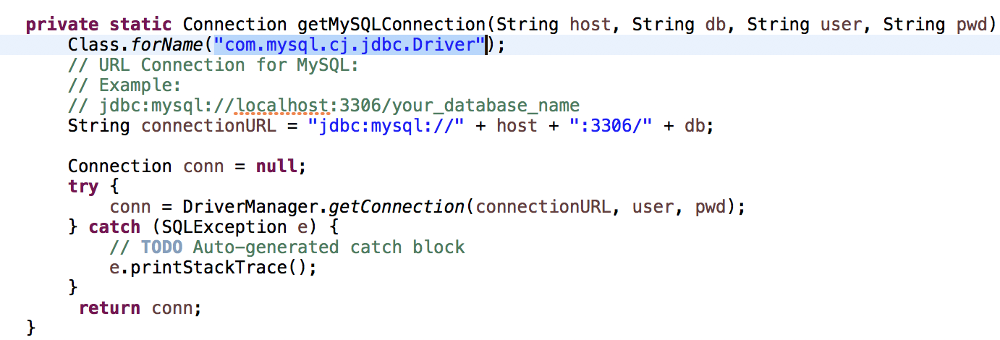 private static Connection getMySQLConnection(String host, String db, String user, String pwd)
Class.forName("com.mysql.cj.jdbc.Driver");
// URL Connection for MySQL:
// Example:
// jdbc:mysql://localhost:3306/your_database_name
String connectionURL = "jdbc:mysql://" + host + ":3306/" + db;
Connection conn = null;
try {
conn = DriverManager.getConnection(connectionURL, user, pwd);
} catch (SQLException e) {
// TODO Auto-generated catch block
e.printStackTrace();
}
return conn;
}